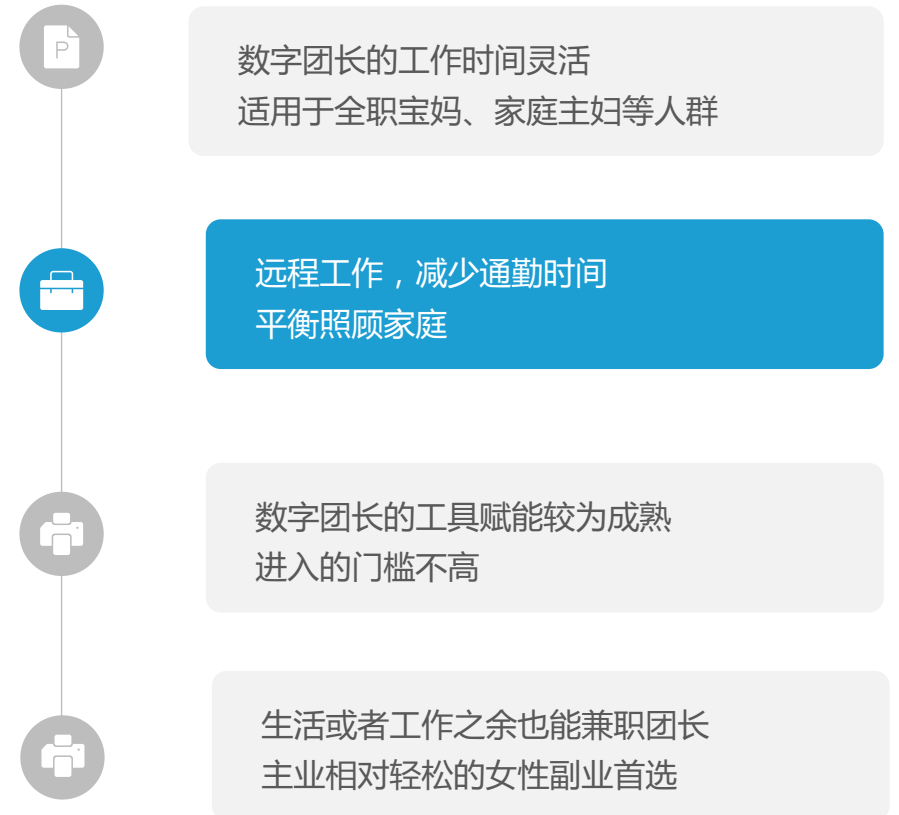 P
数字团长的工作时间灵活
适用于全职宝妈、家庭主妇等人群
远程工作，减少通勤时间
平衡照顾家庭
数字团长的工具赋能较为成熟
进入的门槛不高
生活或者工作之余也能兼职团长
主业相对轻松的女性副业首选